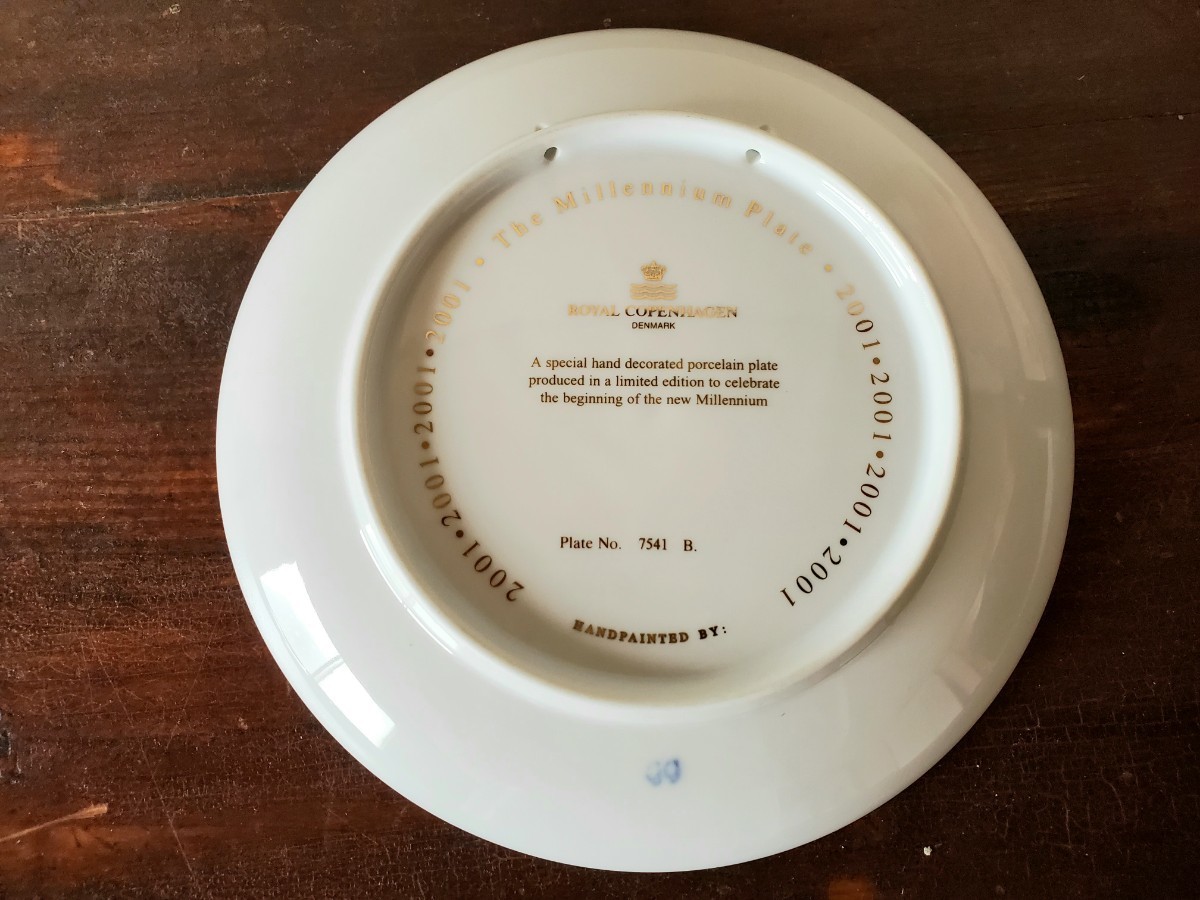 2001 • 2001 • 2001 • 2001 • 2001 • The Millennium Plate • 2001 • 2001 • 2001 • 2001
ROYAL COPENHAGEN
DENMARK
A special hand decorated porcelain plate
produced in a limited edition to celebrate
the beginning of the new Millennium
Plate No. 7541 B.
HANDPAINTED BY: